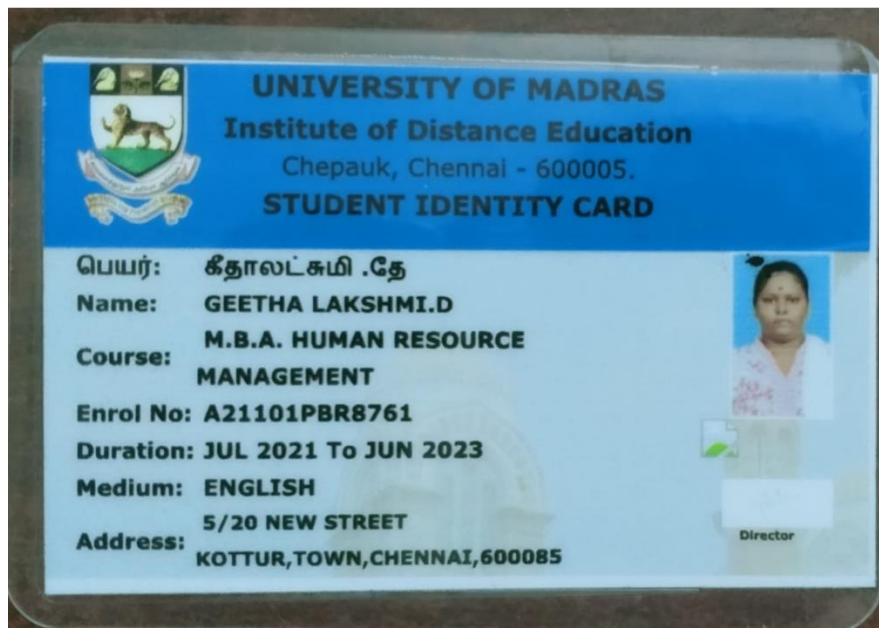 UNIVERSITY OF MADRAS
Institute of Distance Education
Chepauk, Chennai - 600005.
STUDENT IDENTITY CARD
பெயர்: கீதாலட்சுமி .தே
Name: GEETHA LAKSHMI.D
Course: M.B.A. HUMAN RESOURCE
MANAGEMENT
Enrol No: A21101PBR8761
Duration: JUL 2021 To JUN 2023
Medium: ENGLISH
Address: 5/20 NEW STREET
KOTTUR,TOWN,CHENNAI,600085
Director